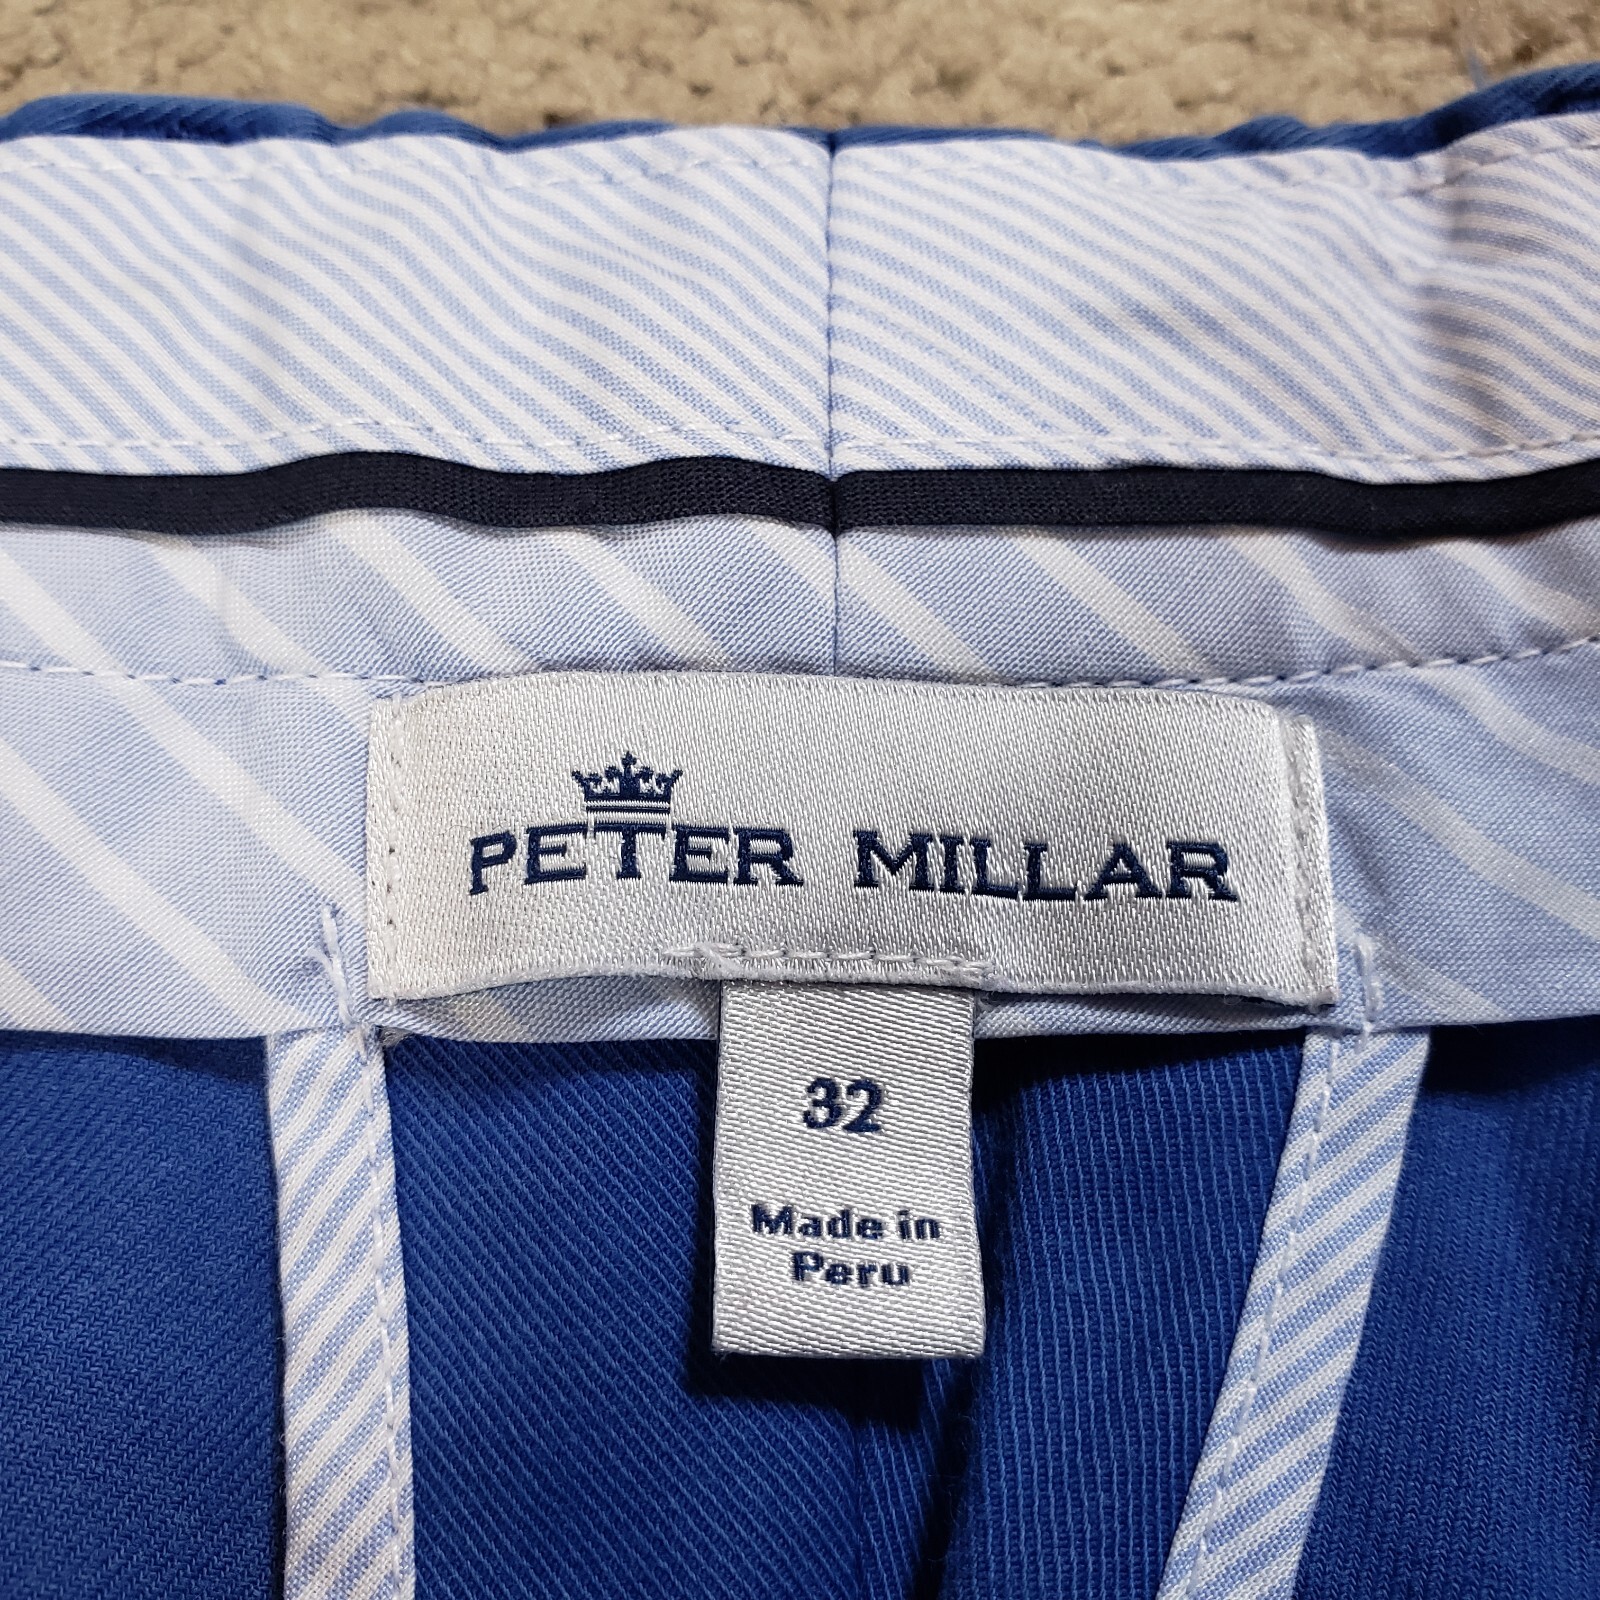 PETER MILLAR
32
Made in
Peru